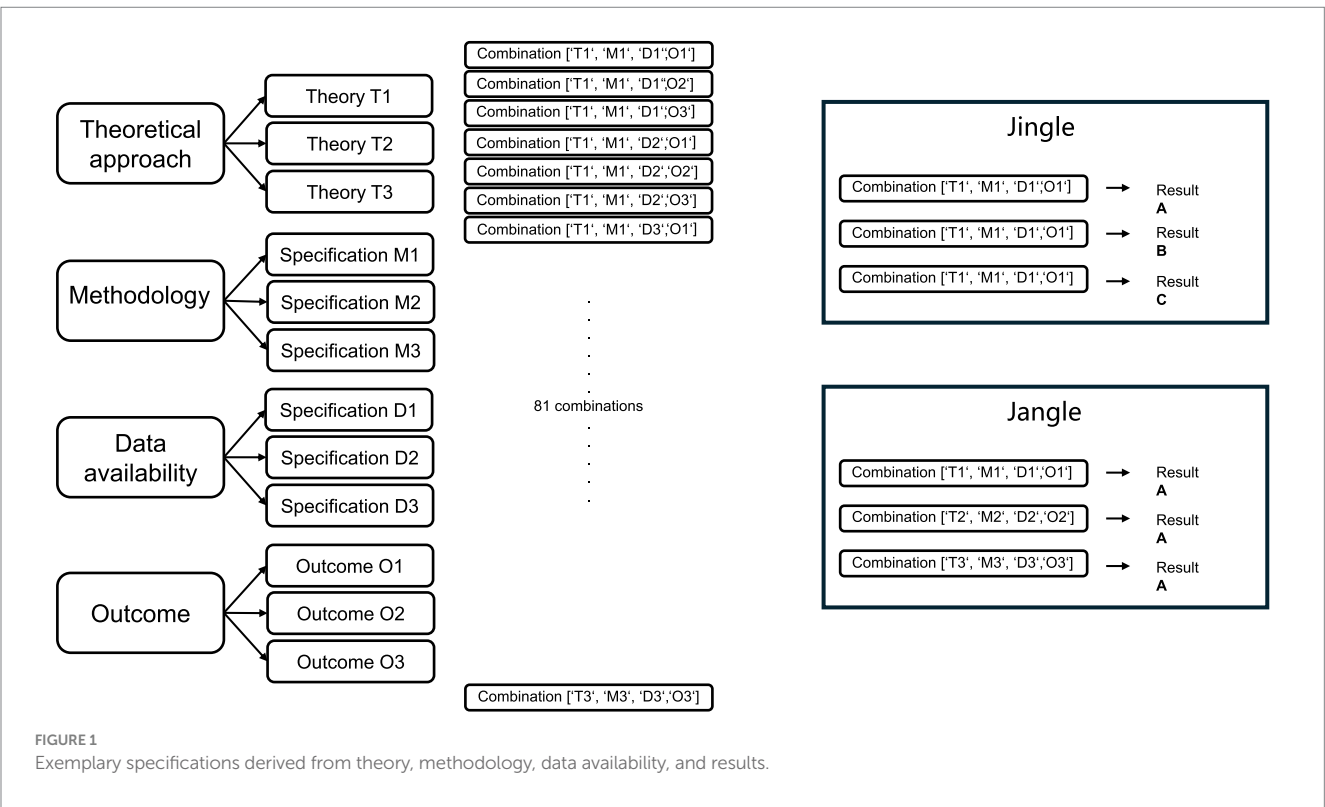 Theoretical
approach
Theory T1
Theory T2
Theory T3
Methodology
Specification M1
Specification M2
Specification M3
Data
availability
Specification D1
Specification D2
Specification D3
Outcome
Outcome O1
Outcome O2
Outcome O3
Combination [‘T1‘, ‘M1‘, ‘D1‘‘,O1‘]
Combination [‘T1‘, ‘M1‘, ‘D1‘‘,O2‘]
Combination [‘T1‘, ‘M1‘, ‘D1‘‘,O3‘]
Combination [‘T1‘, ‘M1‘, ‘D2‘,‘O1‘]
Combination [‘T1‘, ‘M1‘, ‘D2‘,‘O2‘]
Combination [‘T1‘, ‘M1‘, ‘D2‘,‘O3‘]
Combination [‘T1‘, ‘M1‘, ‘D3‘,‘O1‘]
81 combinations
Combination [‘T3‘, ‘M3‘, ‘D3‘,‘O3‘]
Jingle
Combination [‘T1‘, ‘M1‘, ‘D1‘‘,O1‘]
Result
A
Combination [‘T1‘, ‘M1‘, ‘D1‘,‘O1‘]
Result
B
Combination [‘T1‘, ‘M1‘, ‘D1‘,‘O1‘]
Result
C
Jangle
Combination [‘T1‘, ‘M1‘, ‘D1‘,‘O1‘]
Result
A
Combination [‘T2‘, ‘M2‘, ‘D2‘,‘O2‘]
Result
A
Combination [‘T3‘, ‘M3‘, ‘D3‘,‘O3‘]
Result
A
FIGURE 1
Exemplary specifications derived from theory, methodology, data availability, and results.